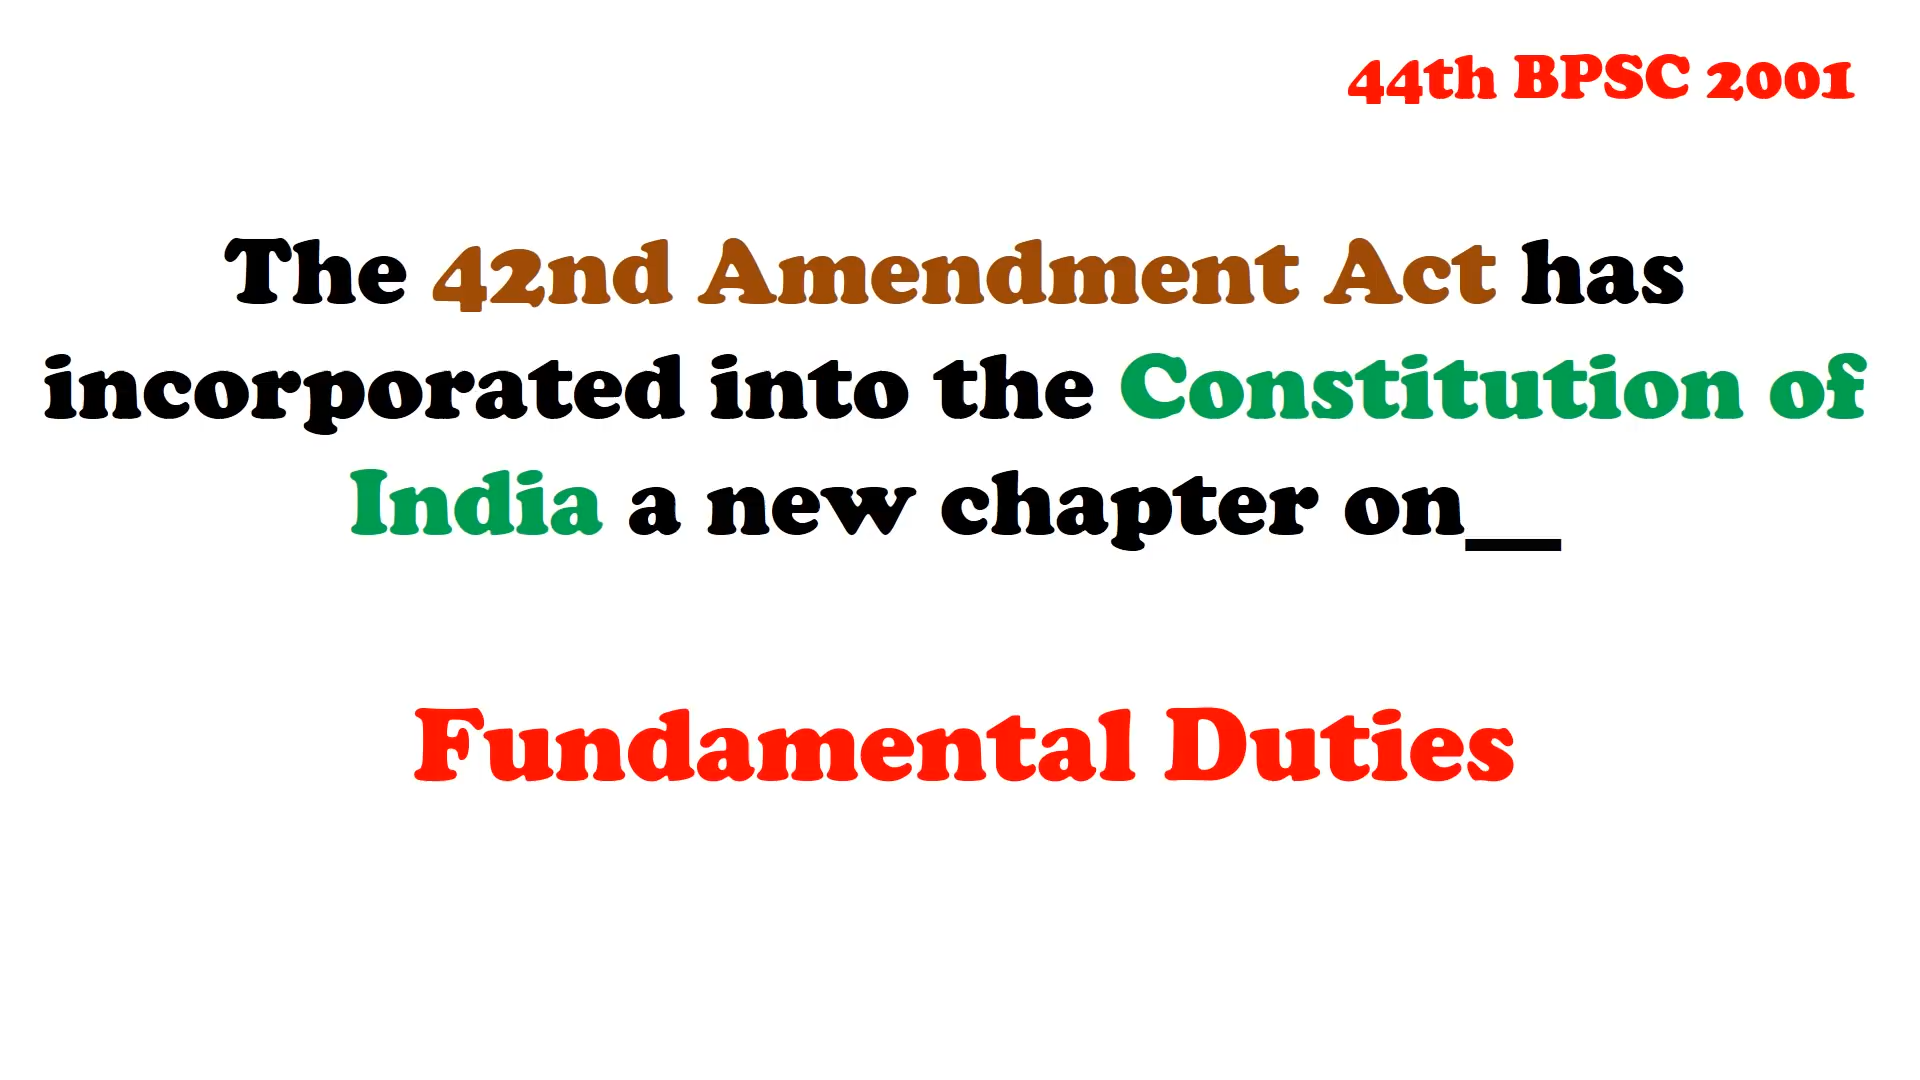 44th BPSC 2001
The 42nd Amendment Act has
incorporated into the Constitution of
India a new chapter on__
Fundamental Duties